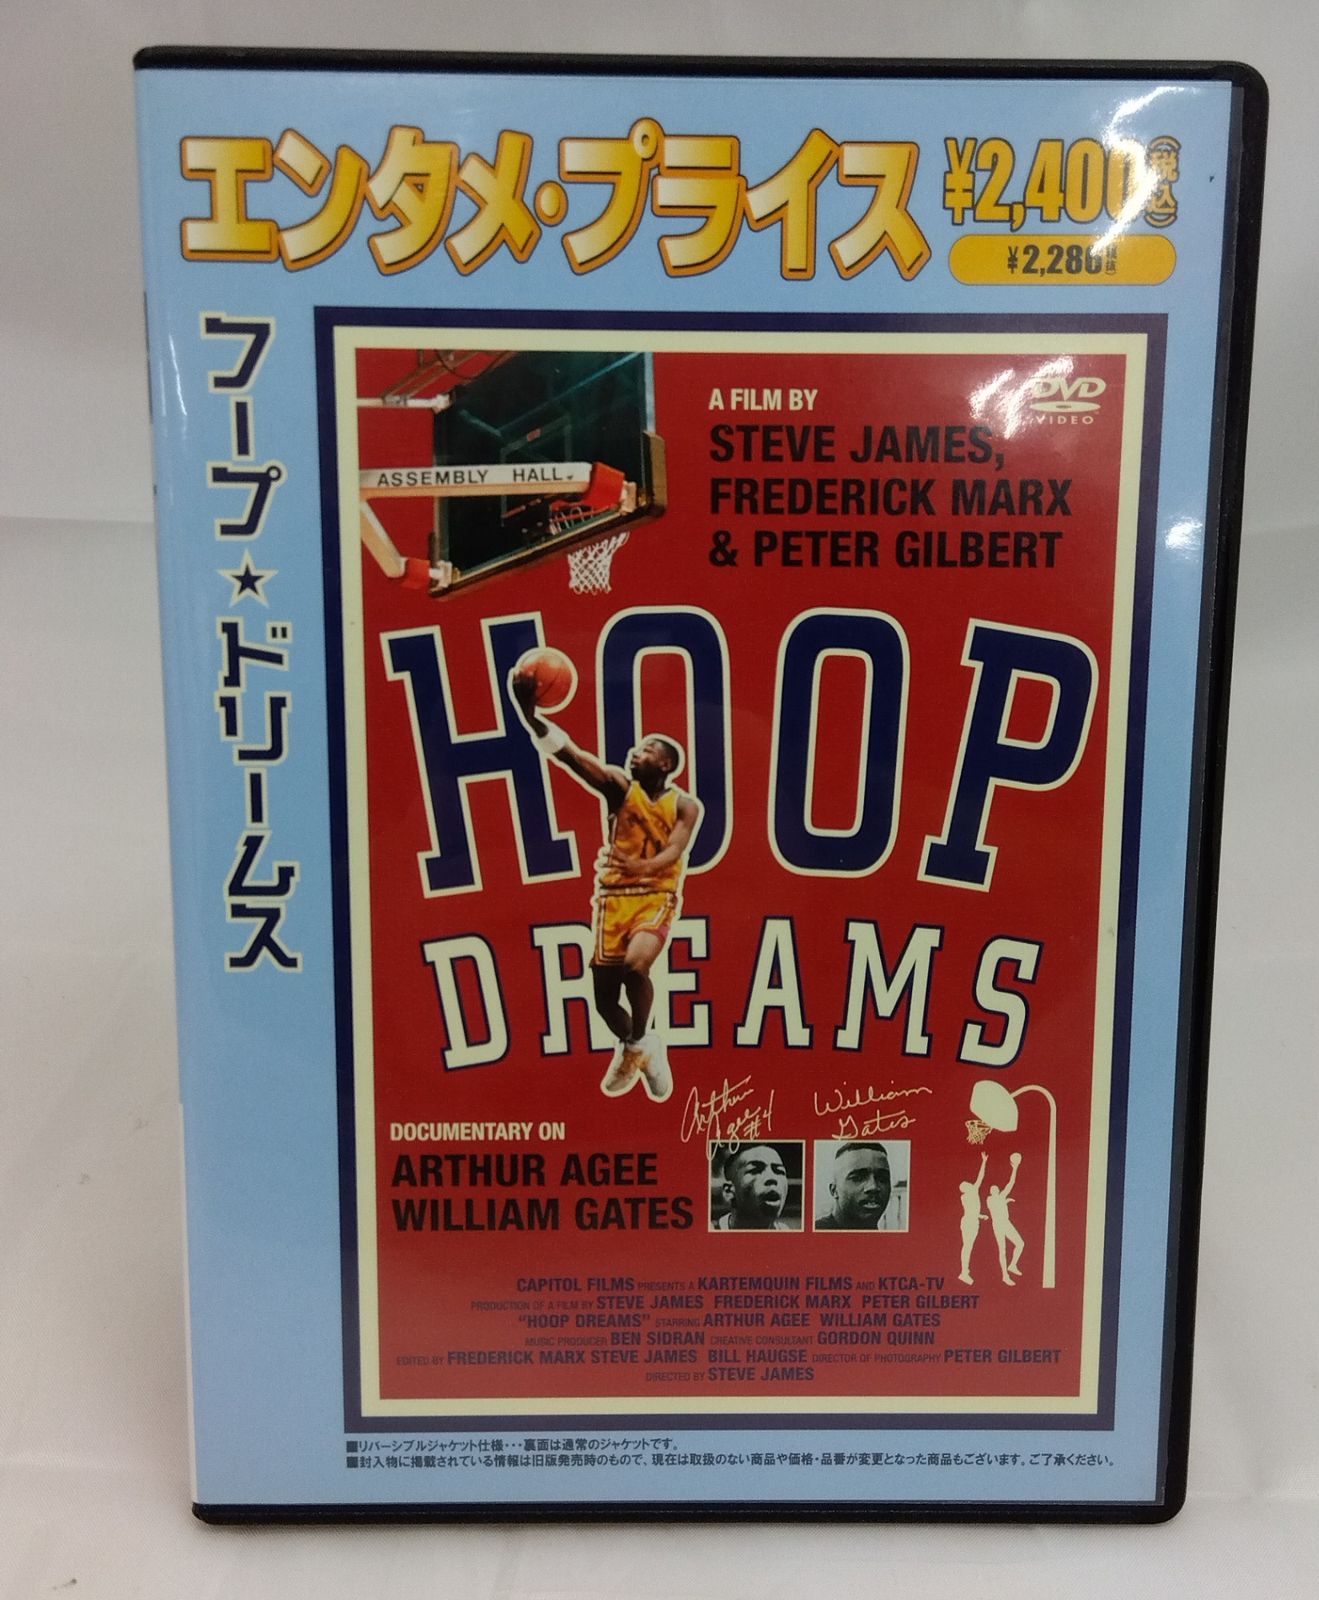 エンタメ・プライス
¥2,400(税込)
¥2,286(税抜)
フープ★ドリームス
DVD
VIDEO
A FILM BY
STEVE JAMES,
FREDERICK MARX
& PETER GILBERT
ASSEMBLY HALL
HOOP
DREAMS
Arthur Agee #4
William Gates
DOCUMENTARY ON
ARTHUR AGEE
WILLIAM GATES
CAPITOL FILMS PRESENTS A KARTEMQUIN FILMS AND KTCA-TV
PRODUCTION OF A FILM BY STEVE JAMES FREDERICK MARX PETER GILBERT
"HOOP DREAMS" STARRING ARTHUR AGEE WILLIAM GATES
MUSIC PRODUCER BEN SIDRAN CREATIVE CONSULTANT GORDON QUINN
EDITED BY FREDERICK MARX STEVE JAMES BILL HAUGSE DIRECTOR OF PHOTOGRAPHY PETER GILBERT
DIRECTED BY STEVE JAMES
■リバーシブルジャケット仕様・・・裏面は通常のジャケットです。
■封入物に掲載されている情報は旧版発売時のもので、現在は取扱のない商品や価格・品番が変更となった商品もございます。ご了承ください。